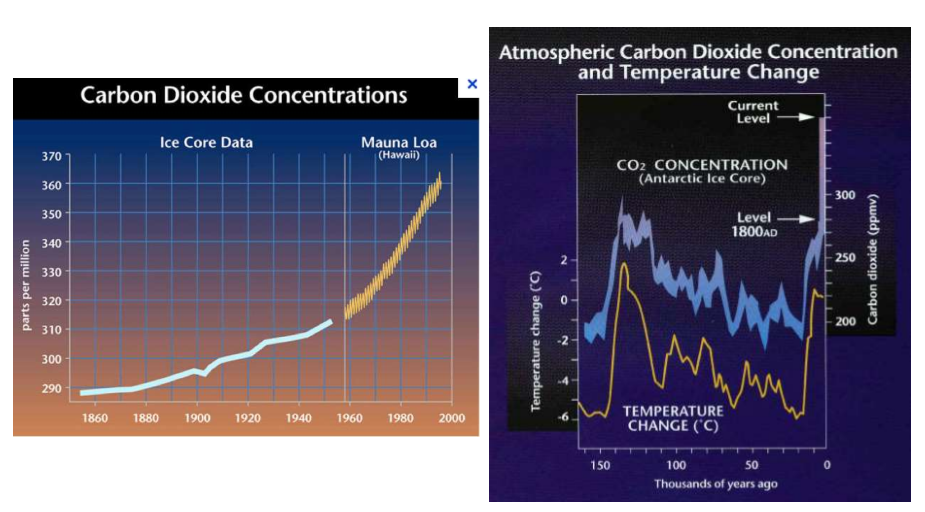 Carbon Dioxide Concentrations
×
Ice Core Data
Mauna Loa
(Hawaii)
parts per million
370
360
350
340
330
320
310
300
290
1860 1880 1900 1920 1940 1960 1980 2000
Atmospheric Carbon Dioxide Concentration
and Temperature Change
Current
Level
CO2 CONCENTRATION
(Antarctic Ice Core)
Level
1800AD
Temperature change (˚C)
2
0
-2
-4
-6
300
250
200
Carbon dioxide (ppmv)
TEMPERATURE
CHANGE (˚C)
150 100 50 0
Thousands of years ago